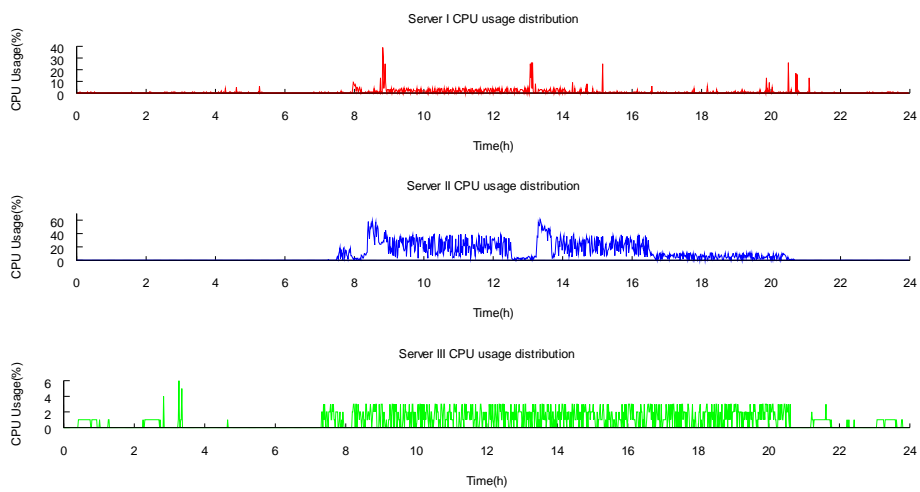 Server I CPU usage distribution
CPU Usage(%)
40
30
20
10
0
0 2 4 6 8 10 12 14 16 18 20 22 24
Time(h)
Server II CPU usage distribution
CPU Usage(%)
60
40
20
0
0 2 4 6 8 10 12 14 16 18 20 22 24
Time(h)
Server III CPU usage distribution
CPU Usage(%)
6
4
2
0
0 2 4 6 8 10 12 14 16 18 20 22 24
Time(h)